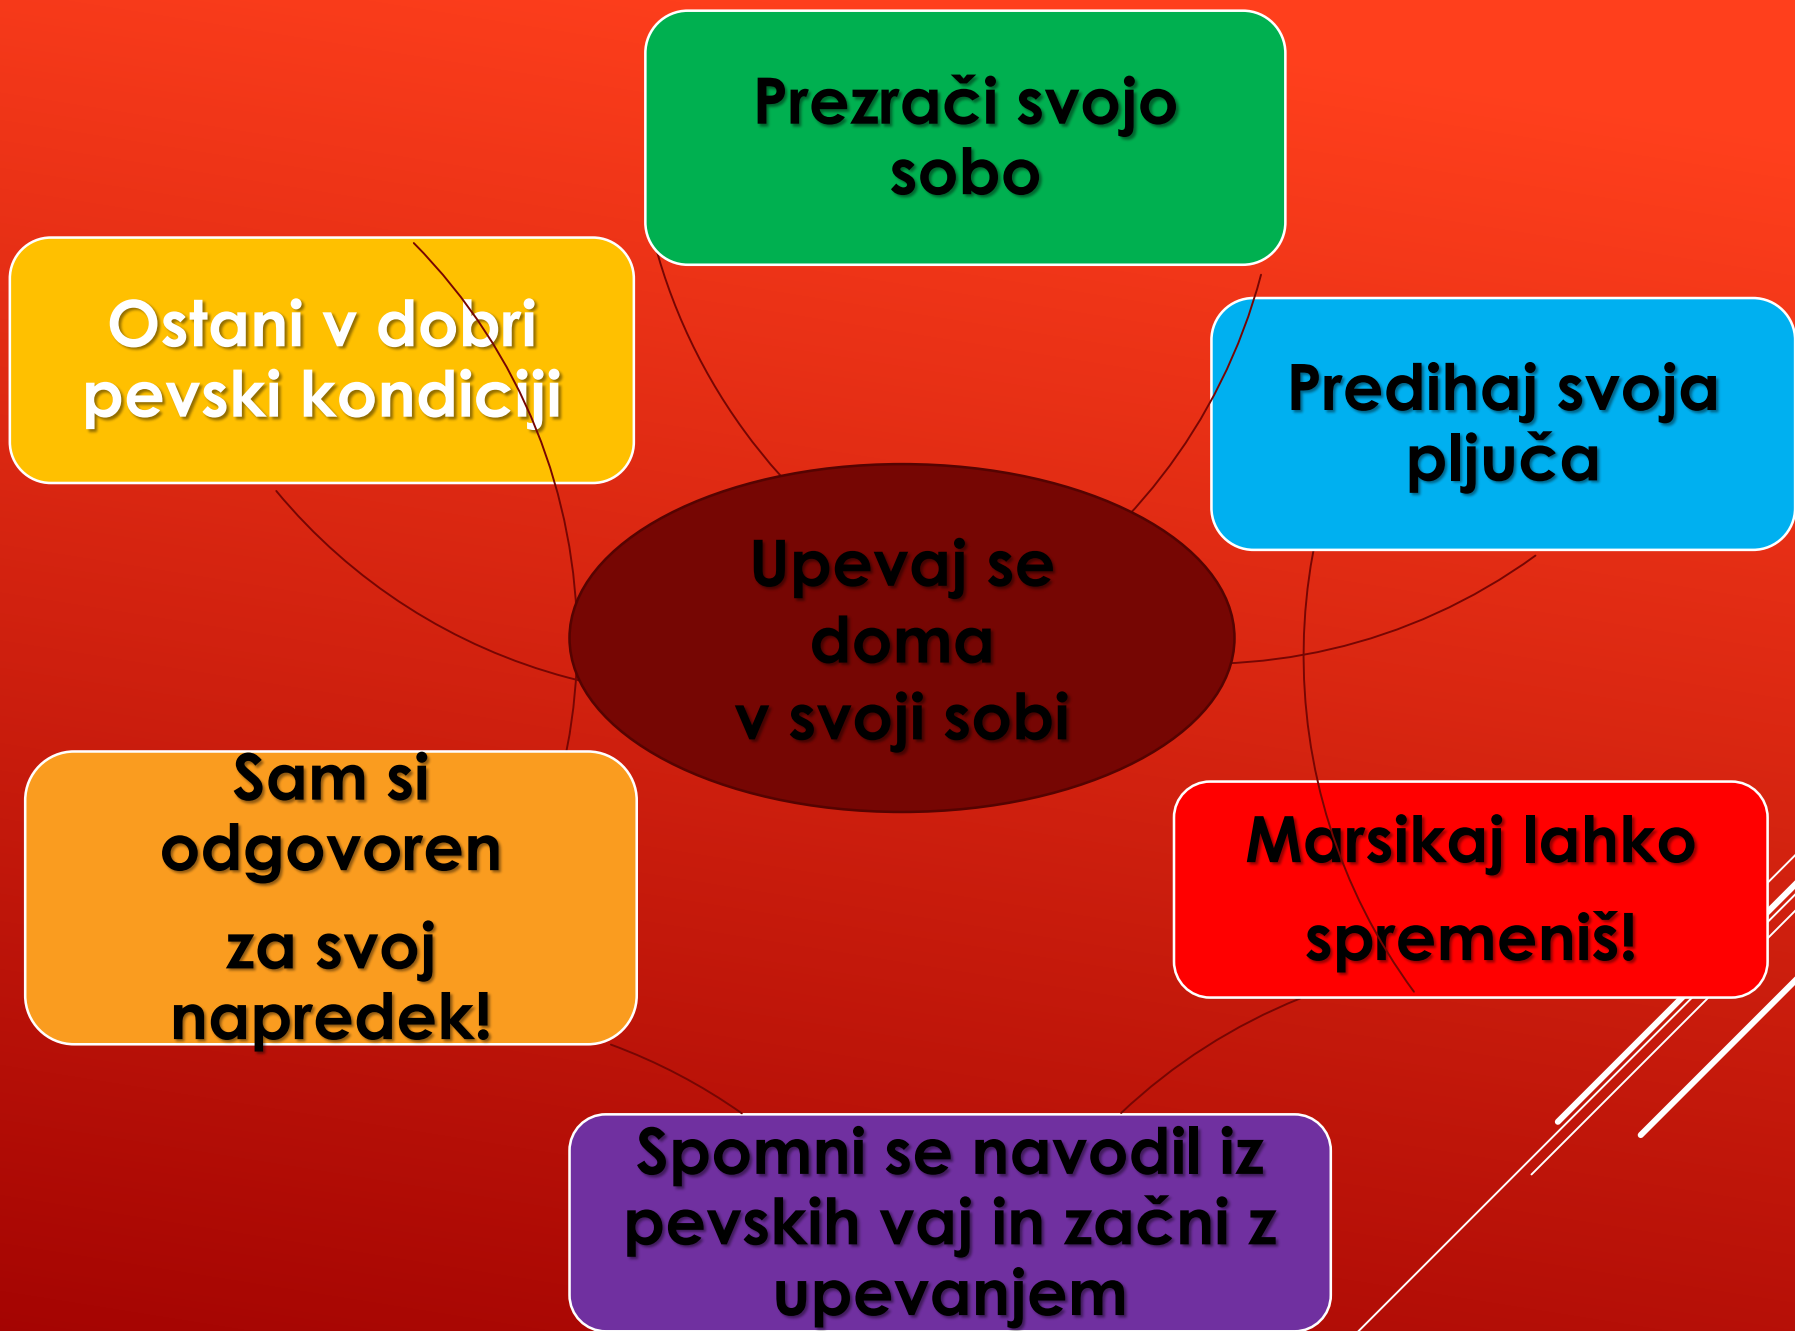 Prezrači svojo
sobo
Ostani v dobri
pevski kondiciji
Predihaj svoja
pljuča
Upevaj se
doma
v svoji sobi
Sam si
odgovoren
za svoj
napredek!
Marsikaj lahko
spremeniš!
Spomni se navodil iz
pevskih vaj in začni z
upevanjem